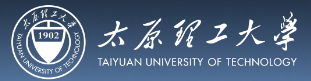 1902
太原理工大学
TAIYUAN UNIVERSITY OF TECHNOLOGY